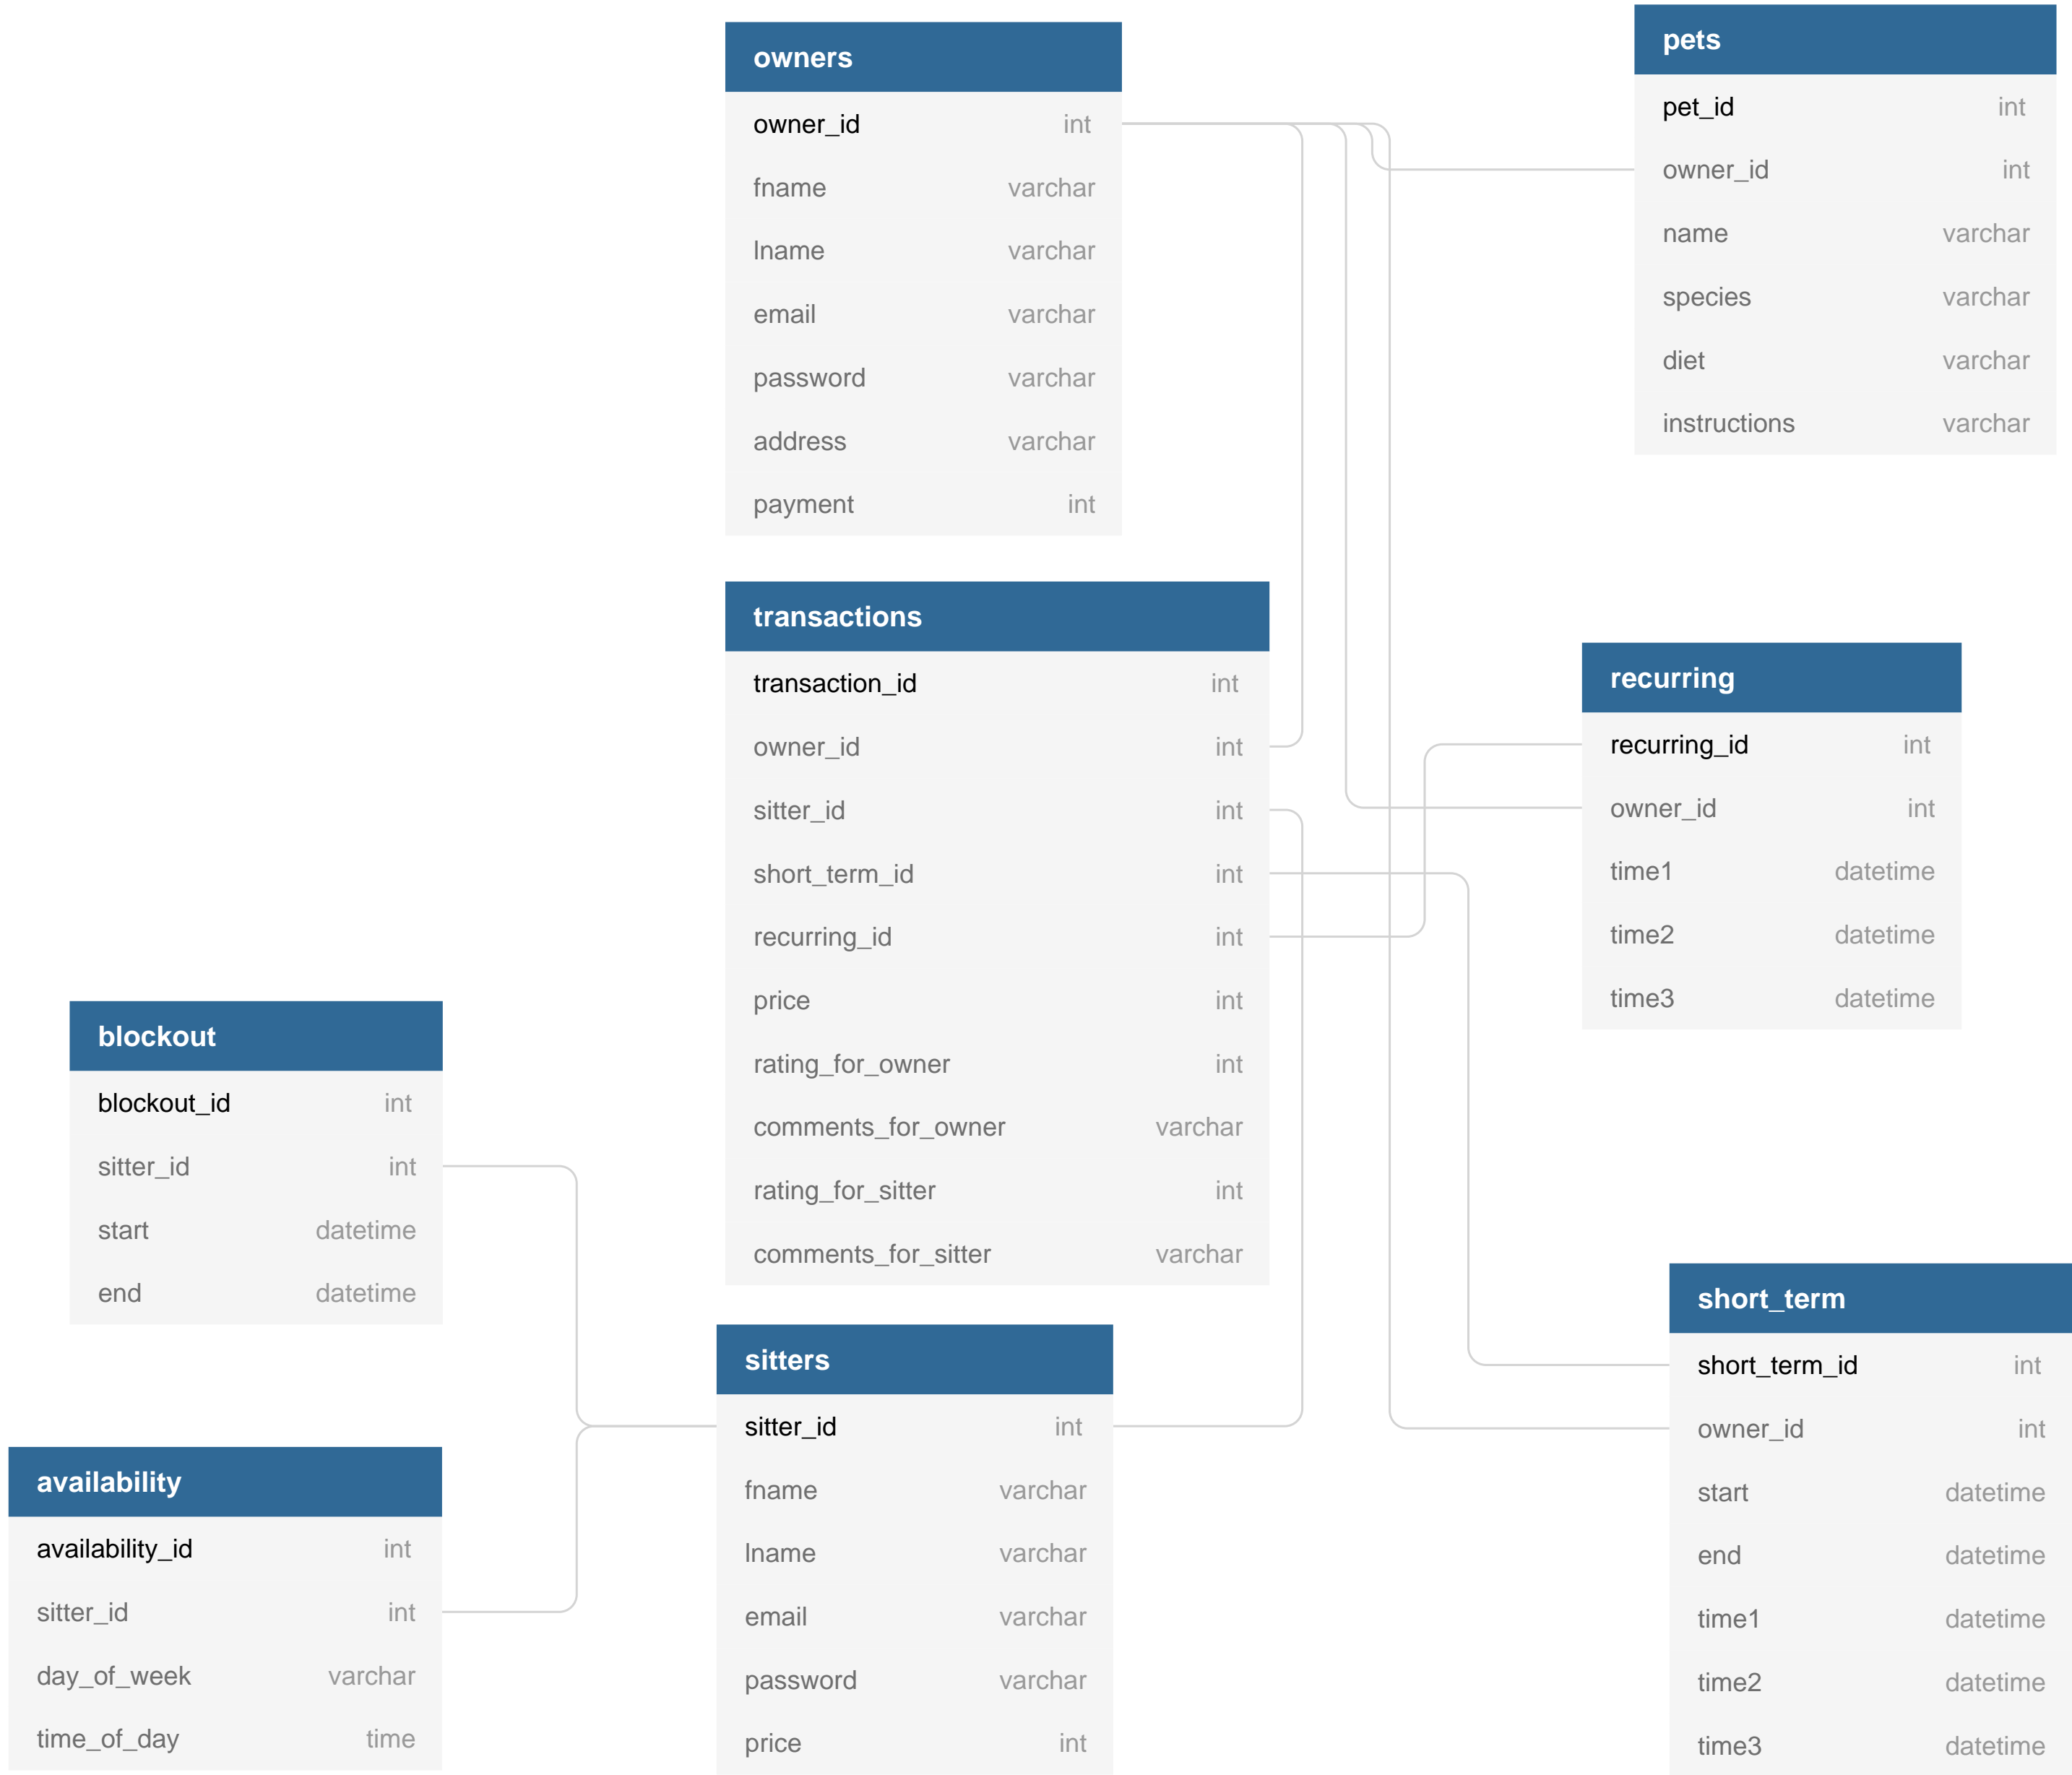 owners
owner_id int
fname varchar
lname varchar
email varchar
password varchar
address varchar
payment int
pets
pet_id int
owner_id int
name varchar
species varchar
diet varchar
instructions varchar
transactions
transaction_id int
owner_id int
sitter_id int
short_term_id int
recurring_id int
price int
rating_for_owner int
comments_for_owner varchar
rating_for_sitter int
comments_for_sitter varchar
recurring
recurring_id int
owner_id int
time1 datetime
time2 datetime
time3 datetime
blockout
blockout_id int
sitter_id int
start datetime
end datetime
sitters
sitter_id int
fname varchar
lname varchar
email varchar
password varchar
price int
short_term
short_term_id int
owner_id int
start datetime
end datetime
time1 datetime
time2 datetime
time3 datetime
availability
availability_id int
sitter_id int
day_of_week varchar
time_of_day time